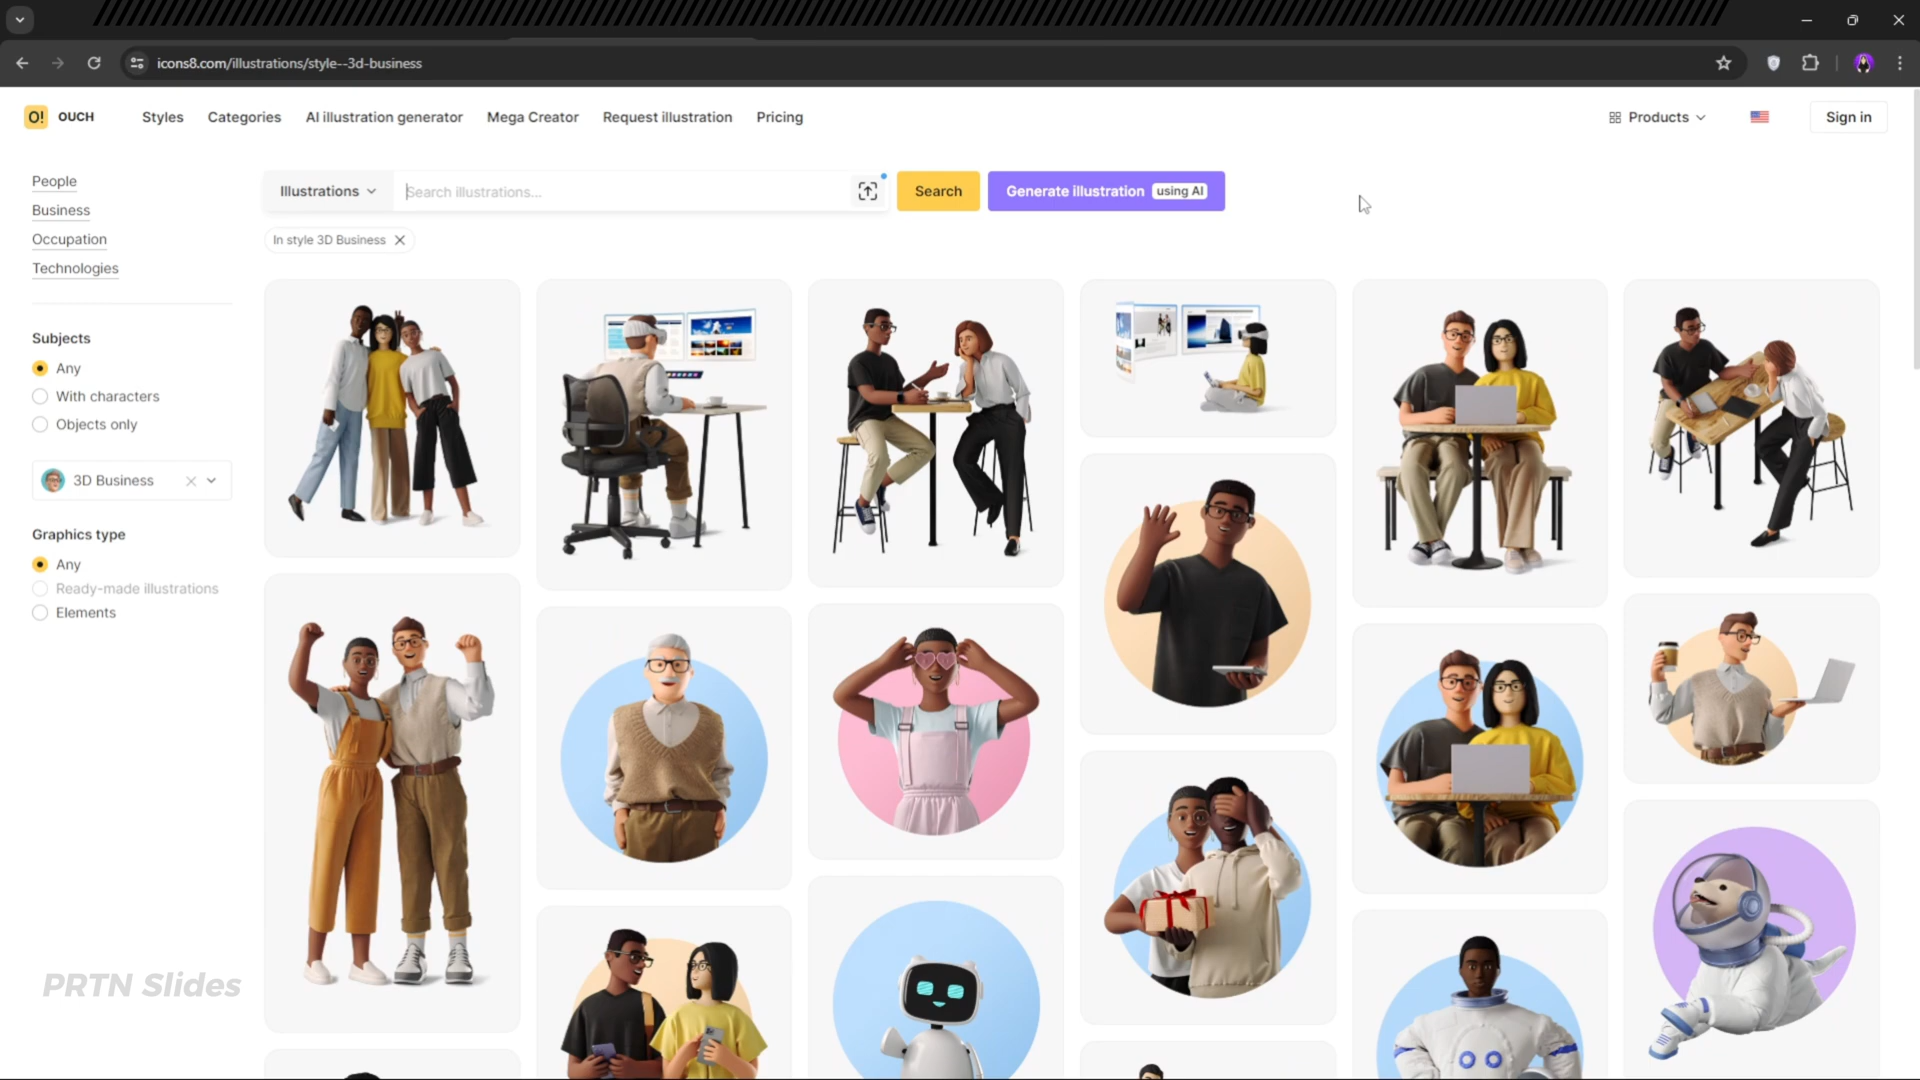 icons8.com/illustrations/style--3d-business
O! OUCH
Styles
Categories
AI illustration generator
Mega Creator
Request illustration
Pricing
Products
Sign in
People
Business
Occupation
Technologies
Illustrations
Search illustrations...
Search
Generate illustration using AI
In style 3D Business
Subjects
Any
With characters
Objects only
3D Business
Graphics type
Any
Ready-made illustrations
Elements
PRTN Slides